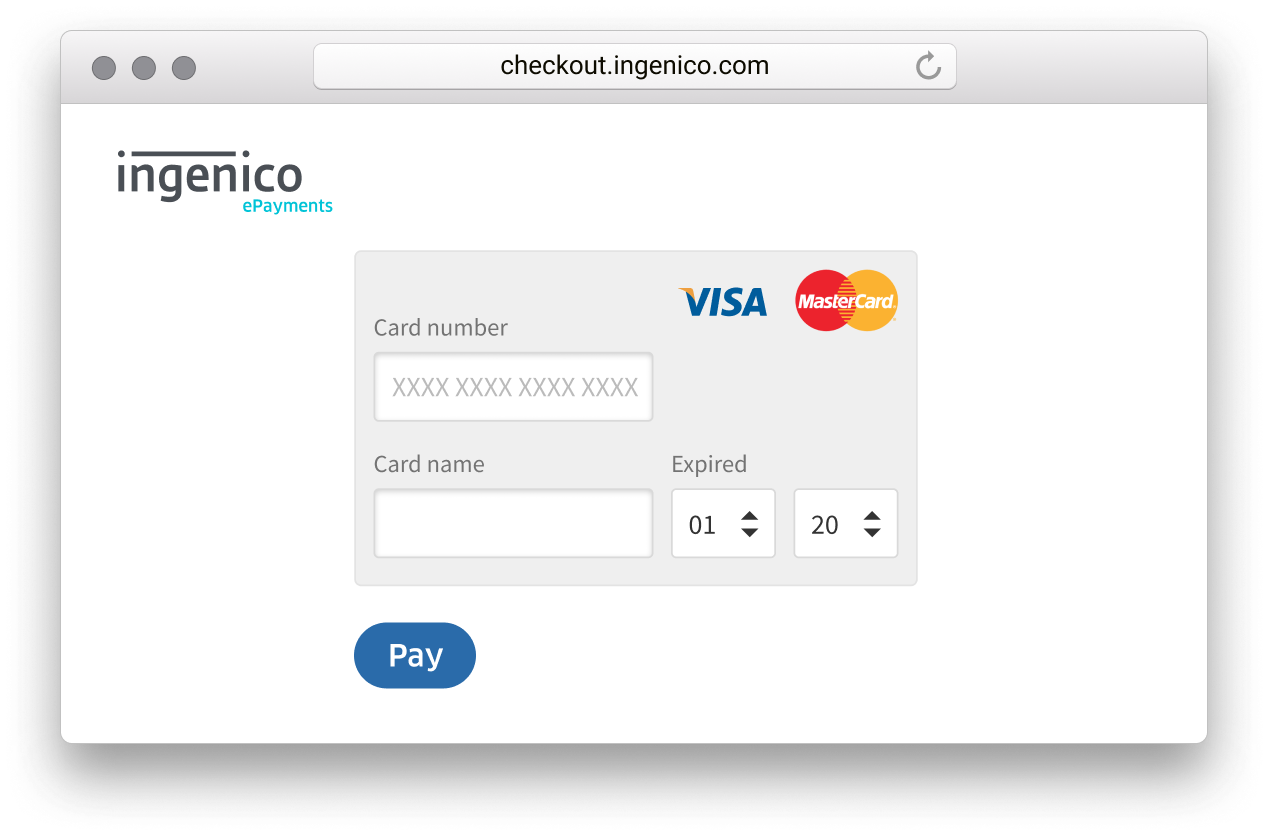 checkout.ingenico.com
ingenico
ePayments
VISA
MasterCard
Card number
XXXX XXXX XXXX XXXX
Card name
Expired
01
20
Pay